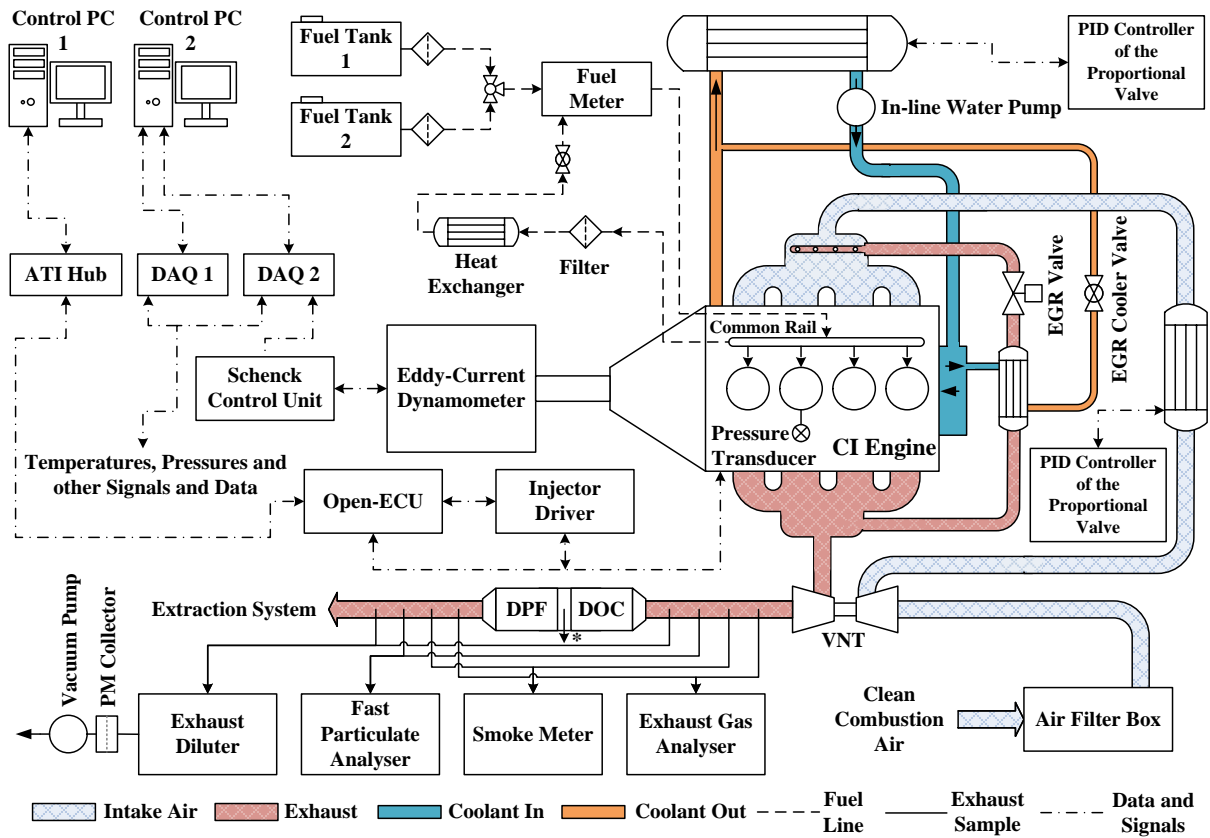 Control PC
1
Control PC
2
Fuel Tank
1
Fuel Tank
2
Fuel
Meter
PID Controller
of the
Proportional
Valve
In-line Water Pump
Heat
Exchanger
Filter
ATI Hub
DAQ 1
DAQ 2
EGR Valve
EGR Cooler Valve
Common Rail
Schenck
Control Unit
Eddy-Current
Dynamometer
Pressure
Transducer
CI Engine
Temperatures, Pressures and
other Signals and Data
Open-ECU
Injector
Driver
PID Controller
of the
Proportional
Valve
Extraction System
DPF
DOC
*
VNT
Vacuum Pump
PM Collector
Exhaust
Diluter
Fast
Particulate
Analyser
Smoke Meter
Exhaust Gas
Analyser
Clean
Combustion
Air
Air Filter Box
Intake Air
Exhaust
Coolant In
Coolant Out
Fuel
Line
Exhaust
Sample
Data and
Signals